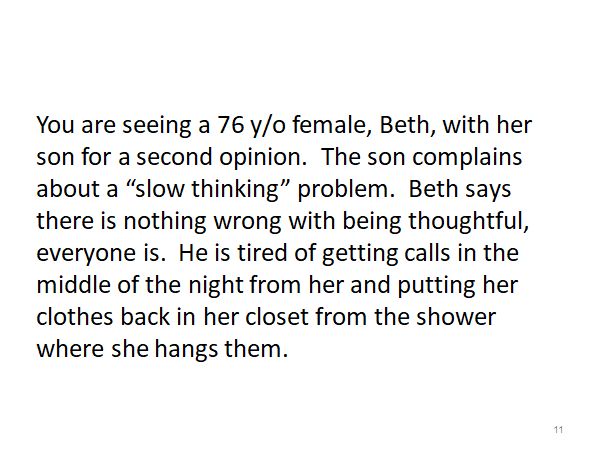 You are seeing a 76 y/o female, Beth, with her
son for a second opinion.  The son complains
about a “slow thinking” problem.  Beth says
there is nothing wrong with being thoughtful,
everyone is.  He is tired of getting calls in the
middle of the night from her and putting her
clothes back in her closet from the shower
where she hangs them.
11